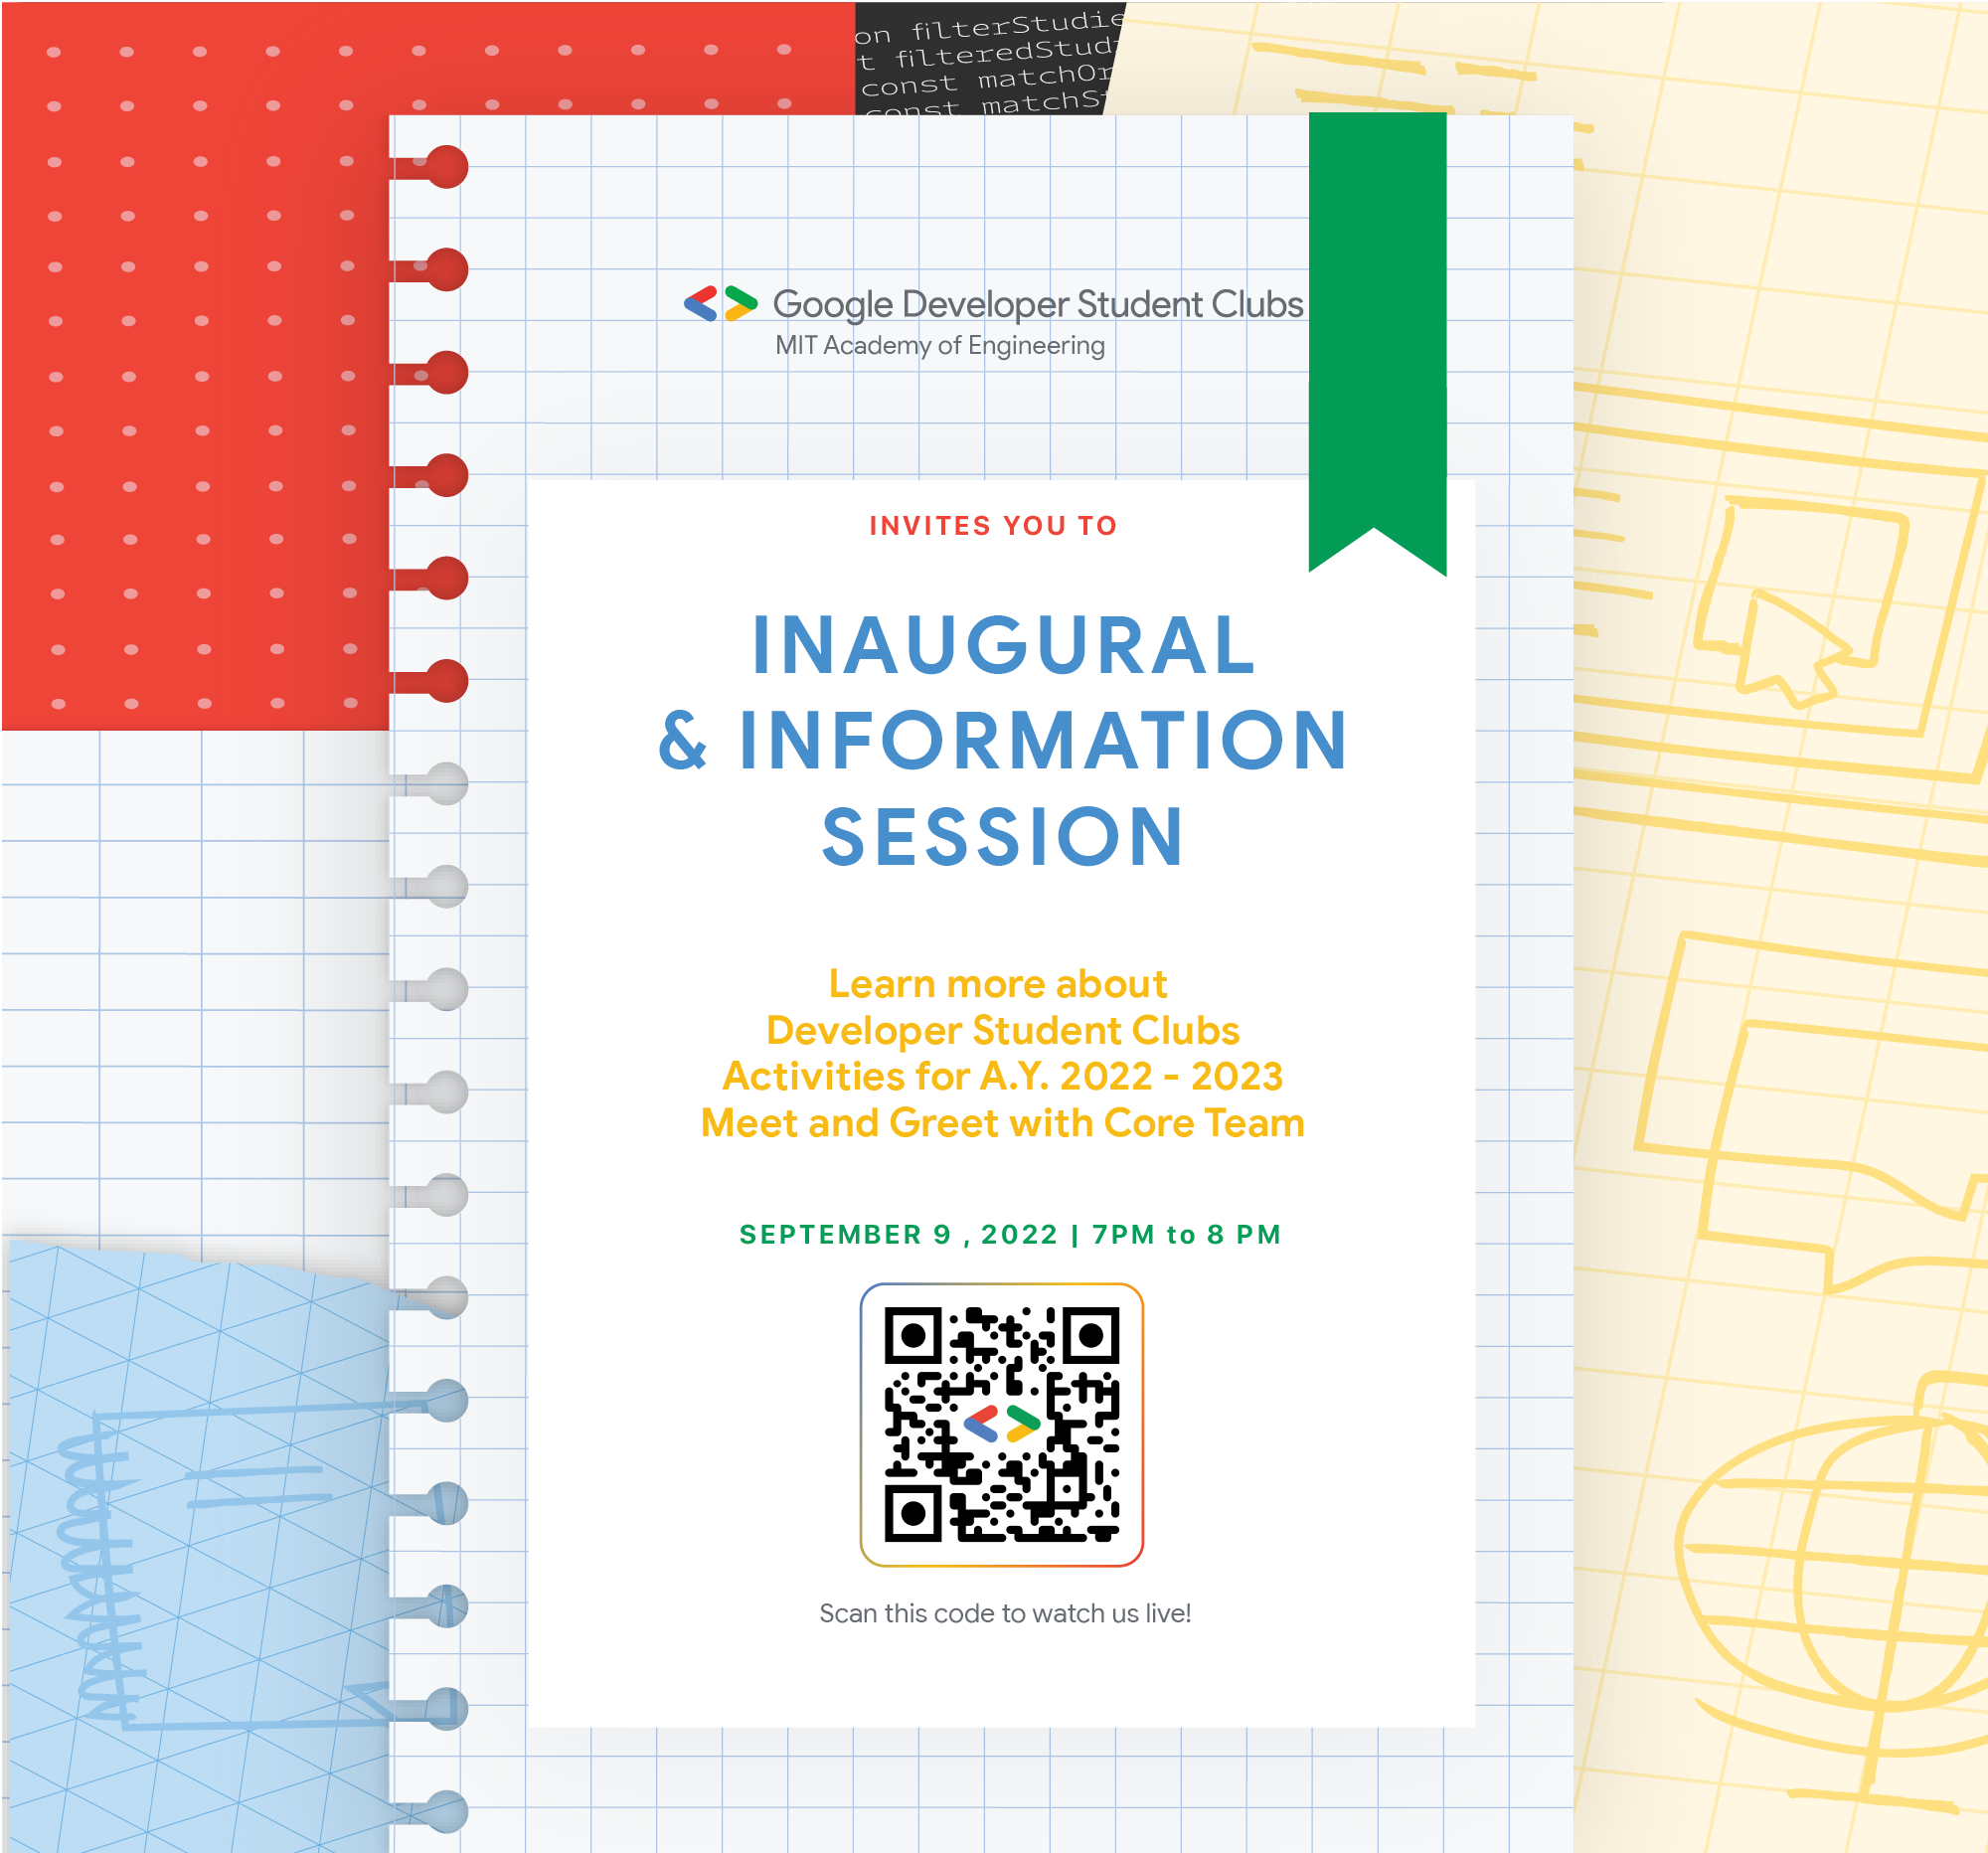 on filterStudie
t filteredStud
const matchOr
const matchSt
Google Developer Student Clubs
MIT Academy of Engineering
INVITES YOU TO
INAUGURAL
& INFORMATION
SESSION
Learn more about
Developer Student Clubs
Activities for A.Y. 2022 - 2023
Meet and Greet with Core Team
SEPTEMBER 9 , 2022 | 7PM to 8 PM
Scan this code to watch us live!